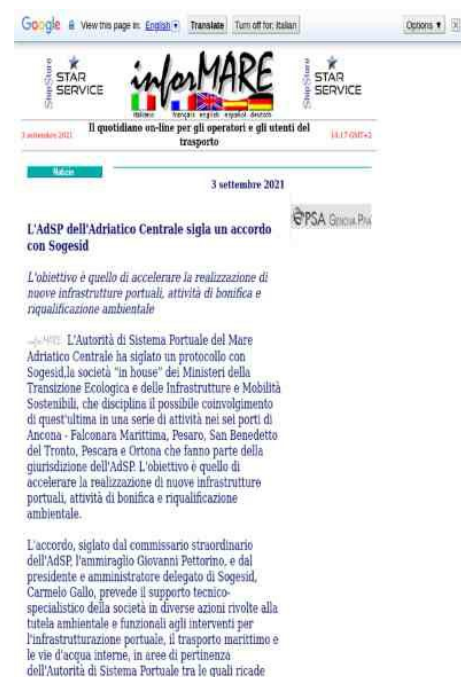 Google View this page in: English Translate Turn off for: Italian Options
STAR SERVICE
inforMARE
STAR SERVICE
italiano français english español deutsch
3 settembre 2021
Il quotidiano on-line per gli operatori e gli utenti del
trasporto
Notizie
3 settembre 2021
PSA GENOVA PRA'
L'AdSP dell'Adriatico Centrale sigla un accordo
con Sogesid
L'obiettivo è quello di accelerare la realizzazione di
nuove infrastrutture portuali, attività di bonifica e
riqualificazione ambientale
L'Autorità di Sistema Portuale del Mare
Adriatico Centrale ha siglato un protocollo con
Sogesid,la società "in house" dei Ministeri della
Transizione Ecologica e delle Infrastrutture e Mobilità
Sostenibili, che disciplina il possibile coinvolgimento
di quest'ultima in una serie di attività nei sei porti di
Ancona - Falconara Marittima, Pesaro, San Benedetto
del Tronto, Pescara e Ortona che fanno parte della
giurisdizione dell'AdSP. L'obiettivo è quello di
accelerare la realizzazione di nuove infrastrutture
portuali, attività di bonifica e riqualificazione
ambientale.
L'accordo, siglato dal commissario straordinario
dell'AdSP, l'ammiraglio Giovanni Pettorino, e dal
presidente e amministratore delegato di Sogesid,
Carmelo Gallo, prevede il supporto tecnico-
specialistico della società in diverse azioni rivolte alla
tutela ambientale e funzionali agli interventi per
l'infrastrutturazione portuale, il trasporto marittimo e
le vie d'acqua interne, in aree di pertinenza
dell'Autorità di Sistema Portuale tra le quali ricade